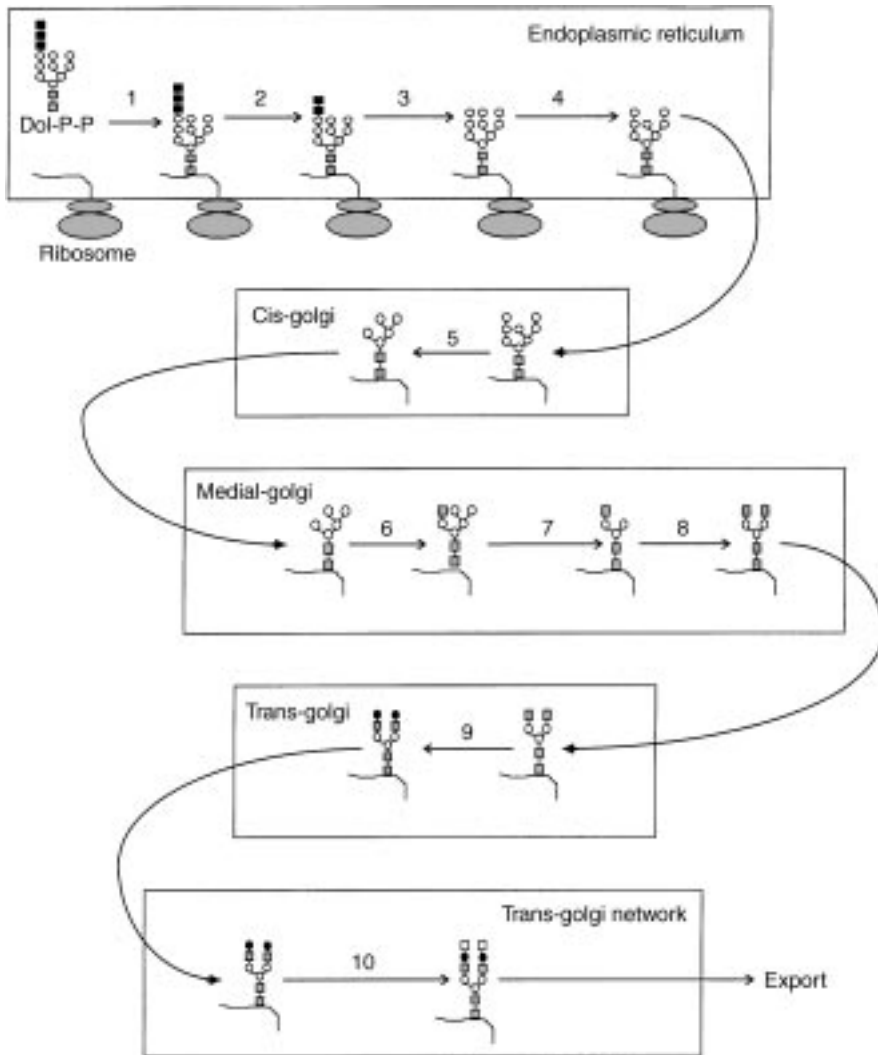 Endoplasmic reticulum
1 2 3 4
Dol-P-P
Ribosome
Cis-golgi
5
Medial-golgi
6 7 8
Trans-golgi
9
Trans-golgi network
10
Export